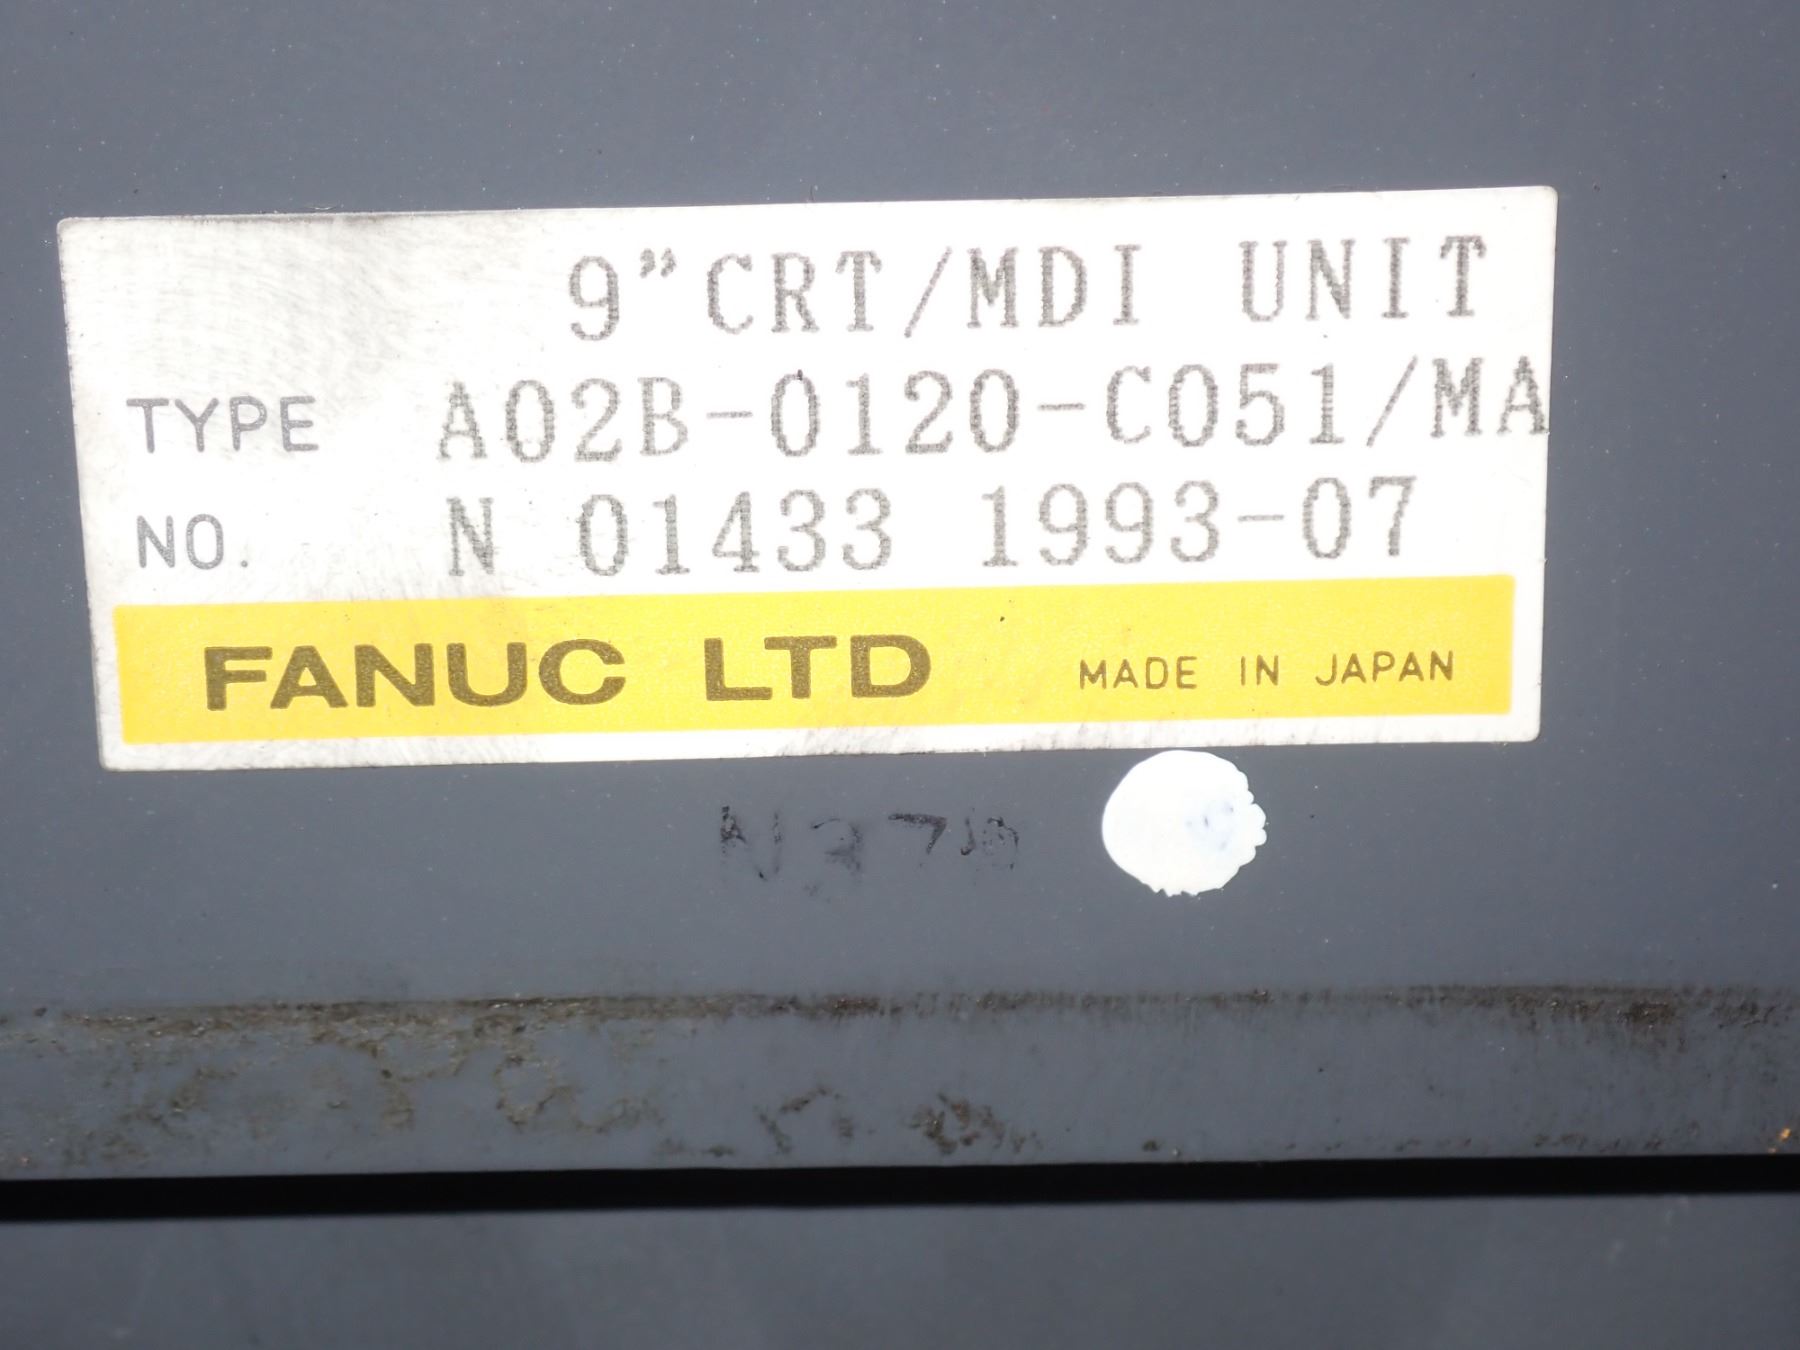 9"CRT/MDI UNIT
TYPE A02B-0120-C051/MA
NO. N 01433 1993-07
FANUC LTD MADE IN JAPAN